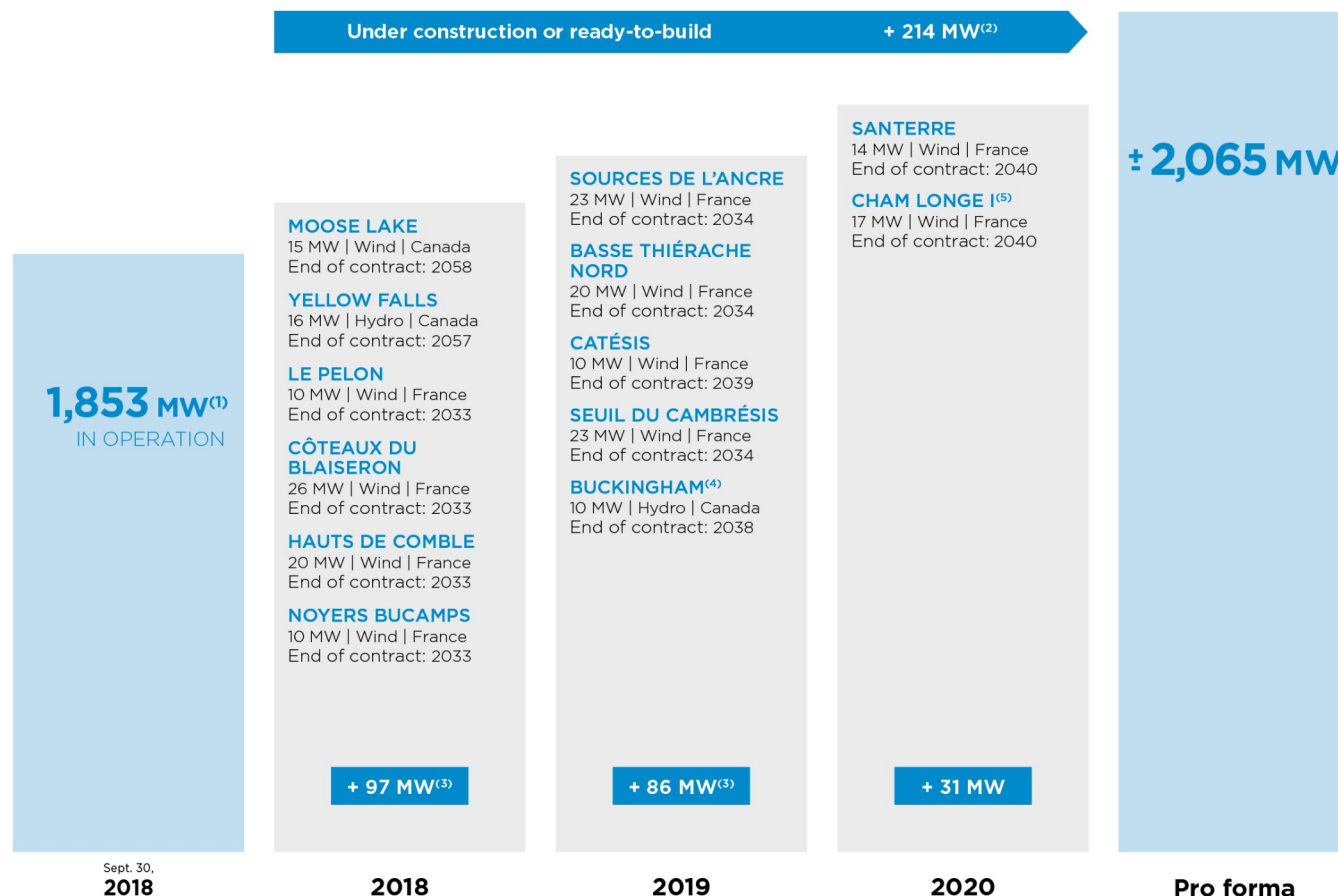 Under construction or ready-to-build + 214 MW(2)
1,853 MW(1)
IN OPERATION
Sept. 30,
2018
MOOSE LAKE
15 MW | Wind | Canada
End of contract: 2058
YELLOW FALLS
16 MW | Hydro | Canada
End of contract: 2057
LE PELON
10 MW | Wind | France
End of contract: 2033
CÔTEAUX DU
BLAISERON
26 MW | Wind | France
End of contract: 2033
HAUTS DE COMBLE
20 MW | Wind | France
End of contract: 2033
NOYERS BUCAMPS
10 MW | Wind | France
End of contract: 2033
+ 97 MW(3)
2018
SOURCES DE L’ANCRE
23 MW | Wind | France
End of contract: 2034
BASSE THIÉRACHE
NORD
20 MW | Wind | France
End of contract: 2034
CATÉSIS
10 MW | Wind | France
End of contract: 2039
SEUIL DU CAMBRÉSIS
23 MW | Wind | France
End of contract: 2034
BUCKINGHAM(4)
10 MW | Hydro | Canada
End of contract: 2038
+ 86 MW(3)
2019
SANTERRE
14 MW | Wind | France
End of contract: 2040
CHAM LONGE I(5)
17 MW | Wind | France
End of contract: 2040
+ 31 MW
2020
± 2,065 MW
Pro forma